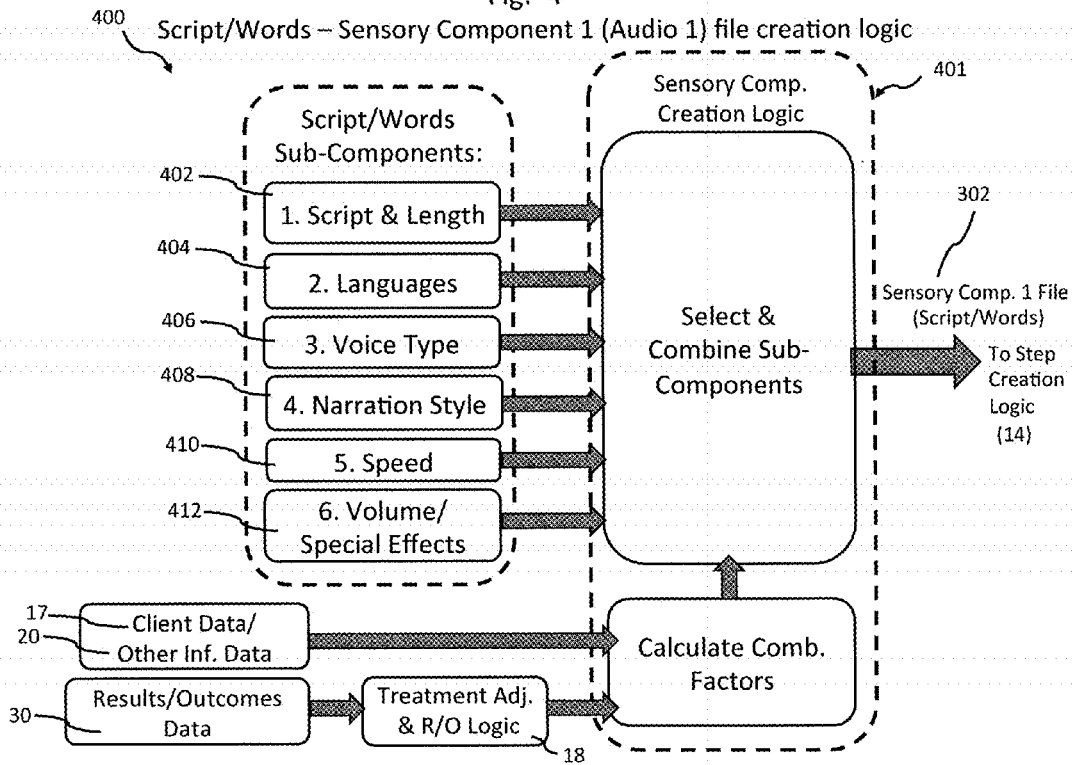 400
Script/Words – Sensory Component 1 (Audio 1) file creation logic
401
Script/Words
Sub-Components:
402
1. Script & Length
404
2. Languages
406
3. Voice Type
408
4. Narration Style
410
5. Speed
412
6. Volume/
Special Effects
Sensory Comp.
Creation Logic
Select &
Combine Sub-
Components
302
Sensory Comp. 1 File
(Script/Words)
To Step
Creation
Logic
(14)
17
Client Data/
20
Other Inf. Data
Calculate Comb.
Factors
30
Results/Outcomes
Data
Treatment Adj.
& R/O Logic
18